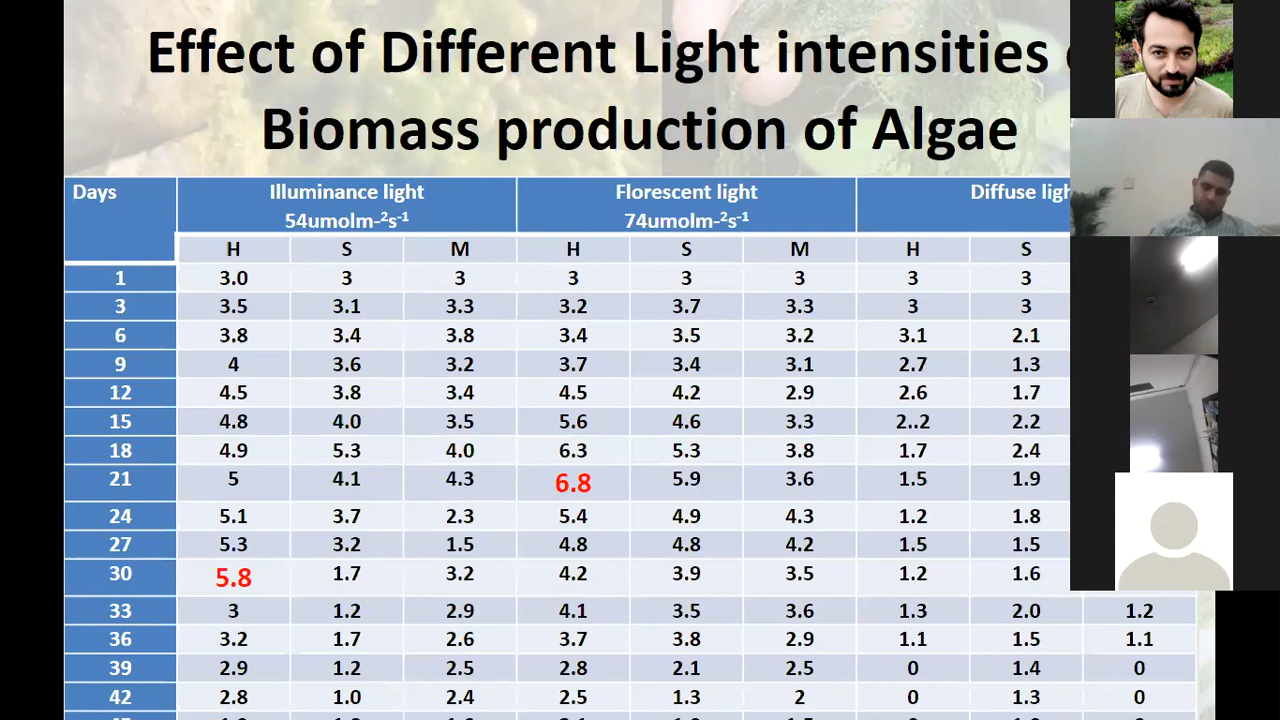 Effect of Different Light intensities
Biomass production of Algae
Days Illuminance light Florescent light Diffuse
54umolm-²s⁻¹ 74umolm-²s⁻¹
H S M H S M H S
1 3.0 3 3 3 3 3 3 3
3 3.5 3.1 3.3 3.2 3.7 3.3 3 3
6 3.8 3.4 3.8 3.4 3.5 3.2 3.1 2.1
9 4 3.6 3.2 3.7 3.4 3.1 2.7 1.3
12 4.5 3.8 3.4 4.5 4.2 2.9 2.6 1.7
15 4.8 4.0 3.5 5.6 4.6 3.3 2..2 2.2
18 4.9 5.3 4.0 6.3 5.3 3.8 1.7 2.4
21 5 4.1 4.3 6.8 5.9 3.6 1.5 1.9
24 5.1 3.7 2.3 5.4 4.9 4.3 1.2 1.8
27 5.3 3.2 1.5 4.8 4.8 4.2 1.5 1.5
30 5.8 1.7 3.2 4.2 3.9 3.5 1.2 1.6
33 3 1.2 2.9 4.1 3.5 3.6 1.3 2.0 1.2
36 3.2 1.7 2.6 3.7 3.8 2.9 1.1 1.5 1.1
39 2.9 1.2 2.5 2.8 2.1 2.5 0 1.4 0
42 2.8 1.0 2.4 2.5 1.3 2 0 1.3 0